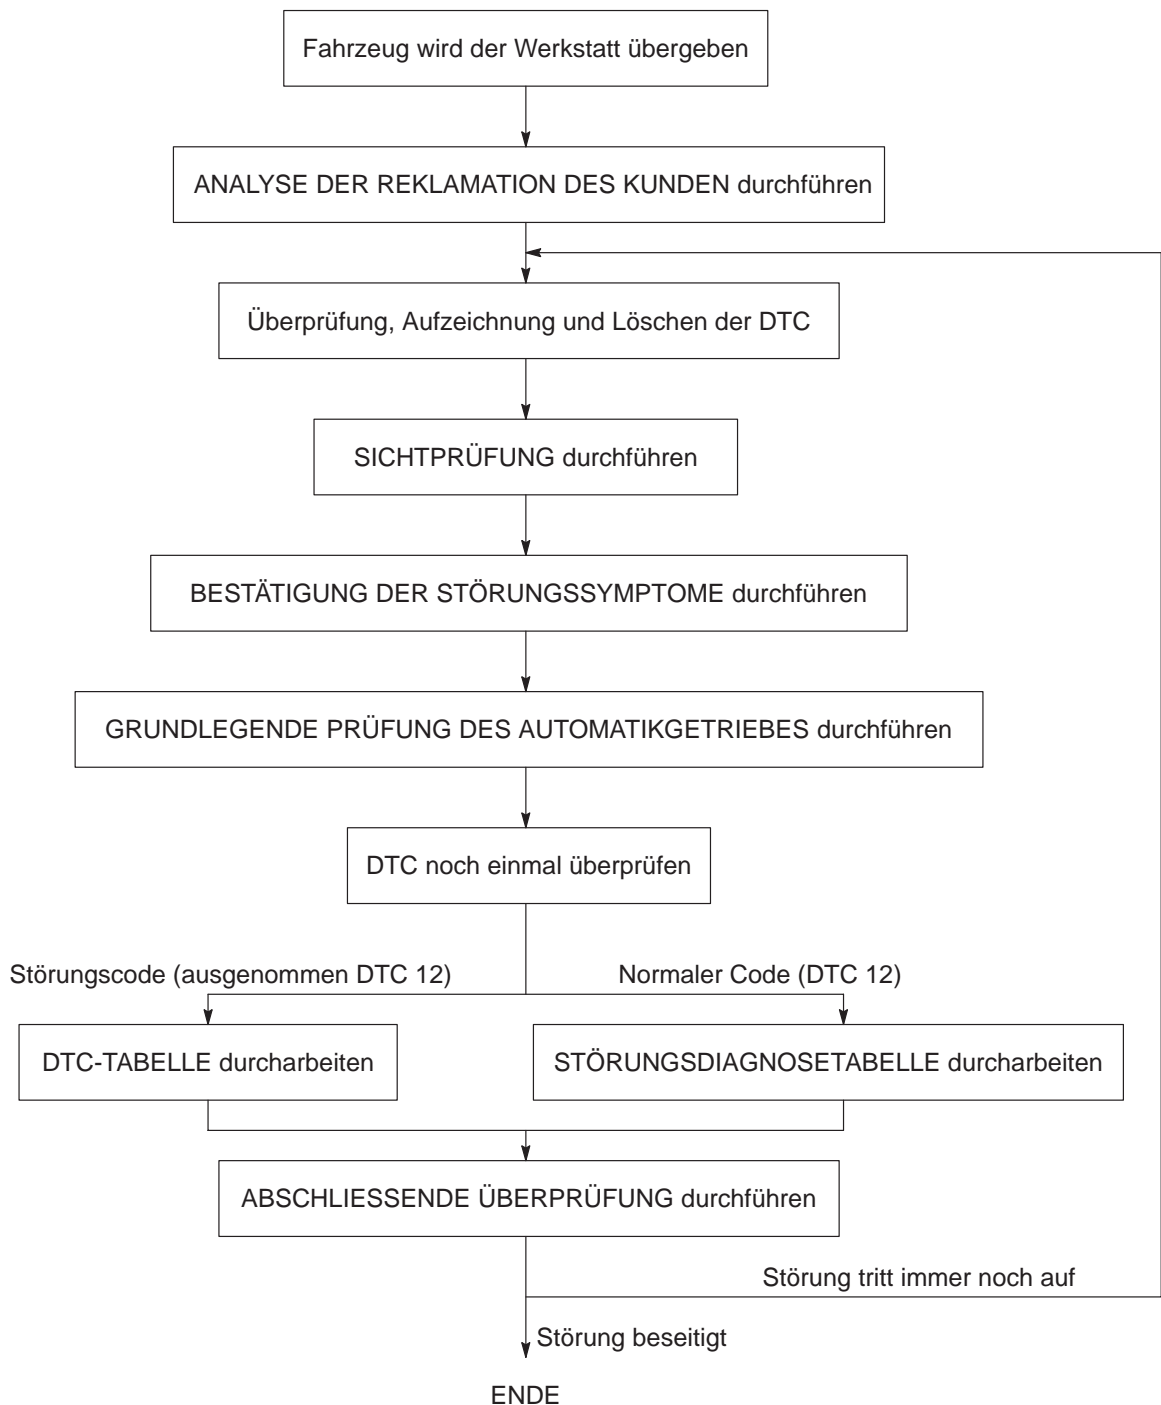 Fahrzeug wird der Werkstatt übergeben
ANALYSE DER REKLAMATION DES KUNDEN durchführen
Überprüfung, Aufzeichnung und Löschen der DTC
SICHTPRÜFUNG durchführen
BESTÄTIGUNG DER STÖRUNGSSYMPTOME durchführen
GRUNDLEGENDE PRÜFUNG DES AUTOMATIKGETRIEBES durchführen
DTC noch einmal überprüfen
Störungscode (ausgenommen DTC 12)
Normaler Code (DTC 12)
DTC-TABELLE durcharbeiten
STÖRUNGSDIAGNOSETABELLE durcharbeiten
ABSCHLIESSENDE ÜBERPRÜFUNG durchführen
Störung tritt immer noch auf
Störung beseitigt
ENDE